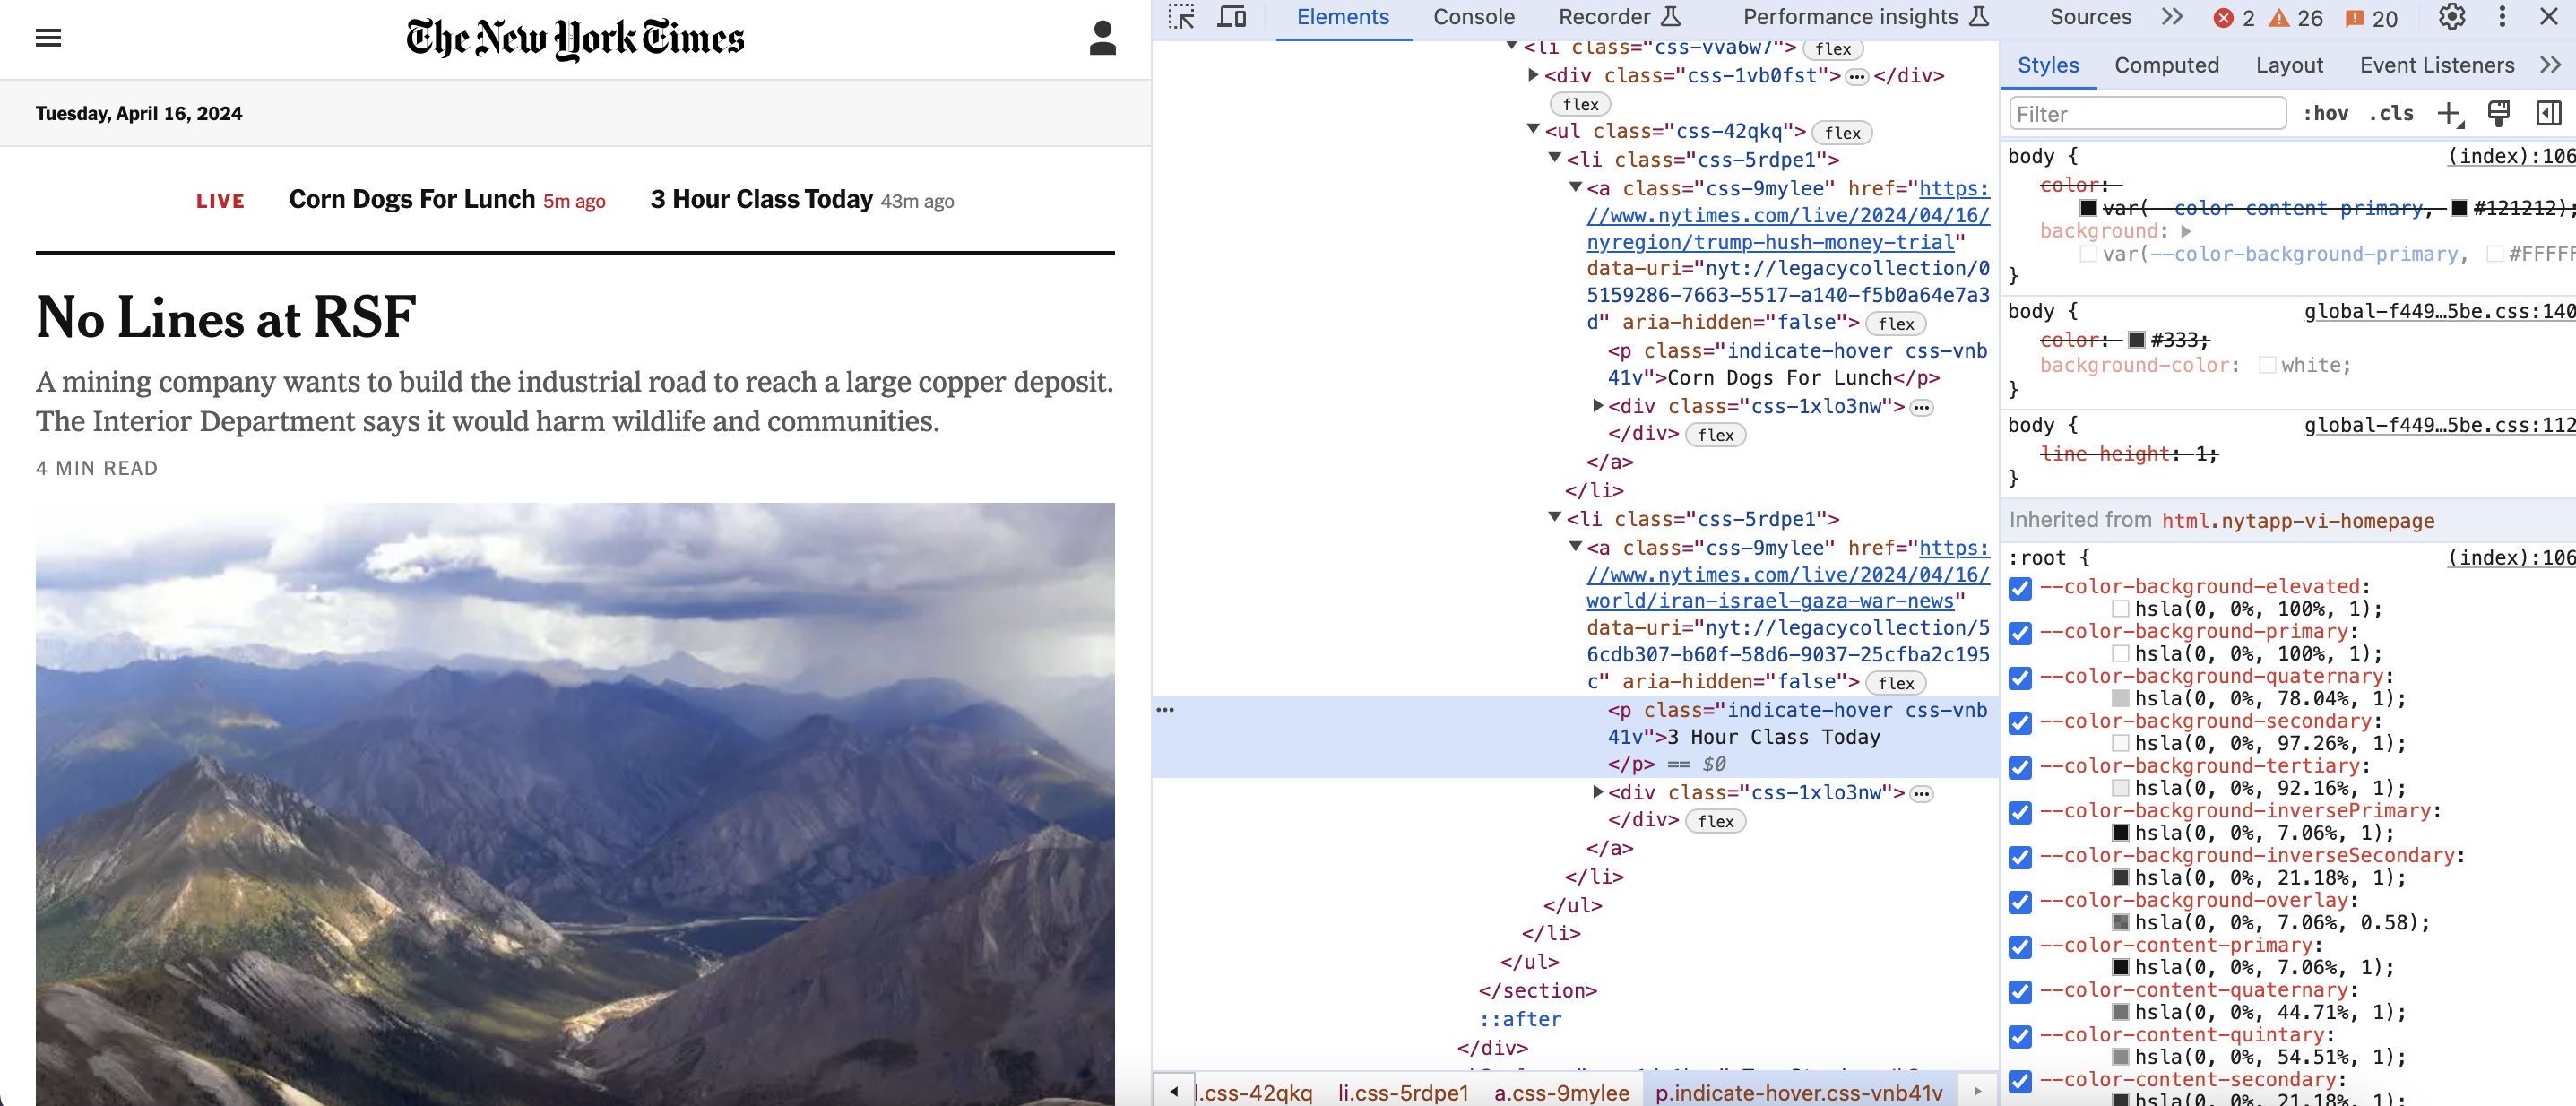 The New York Times
Tuesday, April 16, 2024
LIVE Corn Dogs For Lunch 5m ago 3 Hour Class Today 43m ago
No Lines at RSF
A mining company wants to build the industrial road to reach a large copper deposit.
The Interior Department says it would harm wildlife and communities.
4 MIN READ
Elements Console Recorder Performance insights Sources 2 26 20
<li class="css-vva6w7"> flex
<div class="css-1vb0fst"> ••• </div>
flex
<ul class="css-42qkq"> flex
<li class="css-5rdpe1">
<a class="css-9mylee" href="https:
//www.nytimes.com/live/2024/04/16/
nyregion/trump-hush-money-trial"
data-uri="nyt://legacycollection/0
5159286-7663-5517-a140-f5b0a64e7a3
d" aria-hidden="false"> flex
<p class="indicate-hover css-vnb
41v">Corn Dogs For Lunch</p>
<div class="css-1xlo3nw"> •••
</div> flex
</a>
</li>
<li class="css-5rdpe1">
<a class="css-9mylee" href="https:
//www.nytimes.com/live/2024/04/16/
world/iran-israel-gaza-war-news"
data-uri="nyt://legacycollection/5
6cdb307-b60f-58d6-9037-25cfba2c195
c" aria-hidden="false"> flex
<p class="indicate-hover css-vnb
41v">3 Hour Class Today
</p> == $0
<div class="css-1xlo3nw"> •••
</div> flex
</a>
</li>
</ul>
</li>
</ul>
</section>
::after
</div>
l.css-42qkq li.css-5rdpe1 a.css-9mylee p.indicate-hover.css-vnb41v
Styles Computed Layout Event Listeners
Filter :hov .cls
body { (index):106
color:
var(--color-content-primary, #121212);
background:
var(--color-background-primary, #FFFFF
}
body { global-f449…5be.css:140
color: #333;
background-color: white;
}
body { global-f449…5be.css:112
line-height: 1;
}
Inherited from html.nytapp-vi-homepage
:root { (index):106
--color-background-elevated:
hsla(0, 0%, 100%, 1);
--color-background-primary:
hsla(0, 0%, 100%, 1);
--color-background-quaternary:
hsla(0, 0%, 78.04%, 1);
--color-background-secondary:
hsla(0, 0%, 97.26%, 1);
--color-background-tertiary:
hsla(0, 0%, 92.16%, 1);
--color-background-inversePrimary:
hsla(0, 0%, 7.06%, 1);
--color-background-inverseSecondary:
hsla(0, 0%, 21.18%, 1);
--color-background-overlay:
hsla(0, 0%, 7.06%, 0.58);
--color-content-primary:
hsla(0, 0%, 7.06%, 1);
--color-content-quaternary:
hsla(0, 0%, 44.71%, 1);
--color-content-quintary:
hsla(0, 0%, 54.51%, 1);
--color-content-secondary:
hsla(0, 0%, 21.18%, 1);